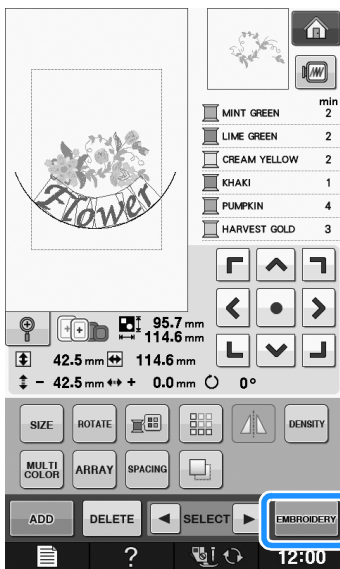 min
MINT GREEN 2
LIME GREEN 2
CREAM YELLOW 2
KHAKI 1
PUMPKIN 4
HARVEST GOLD 3
Flower
95.7 mm
114.6 mm
42.5 mm 114.6 mm
- 42.5 mm + 0.0 mm 0°
SIZE ROTATE DENSITY
MULTI COLOR ARRAY SPACING
ADD DELETE SELECT EMBROIDERY
? 12:00